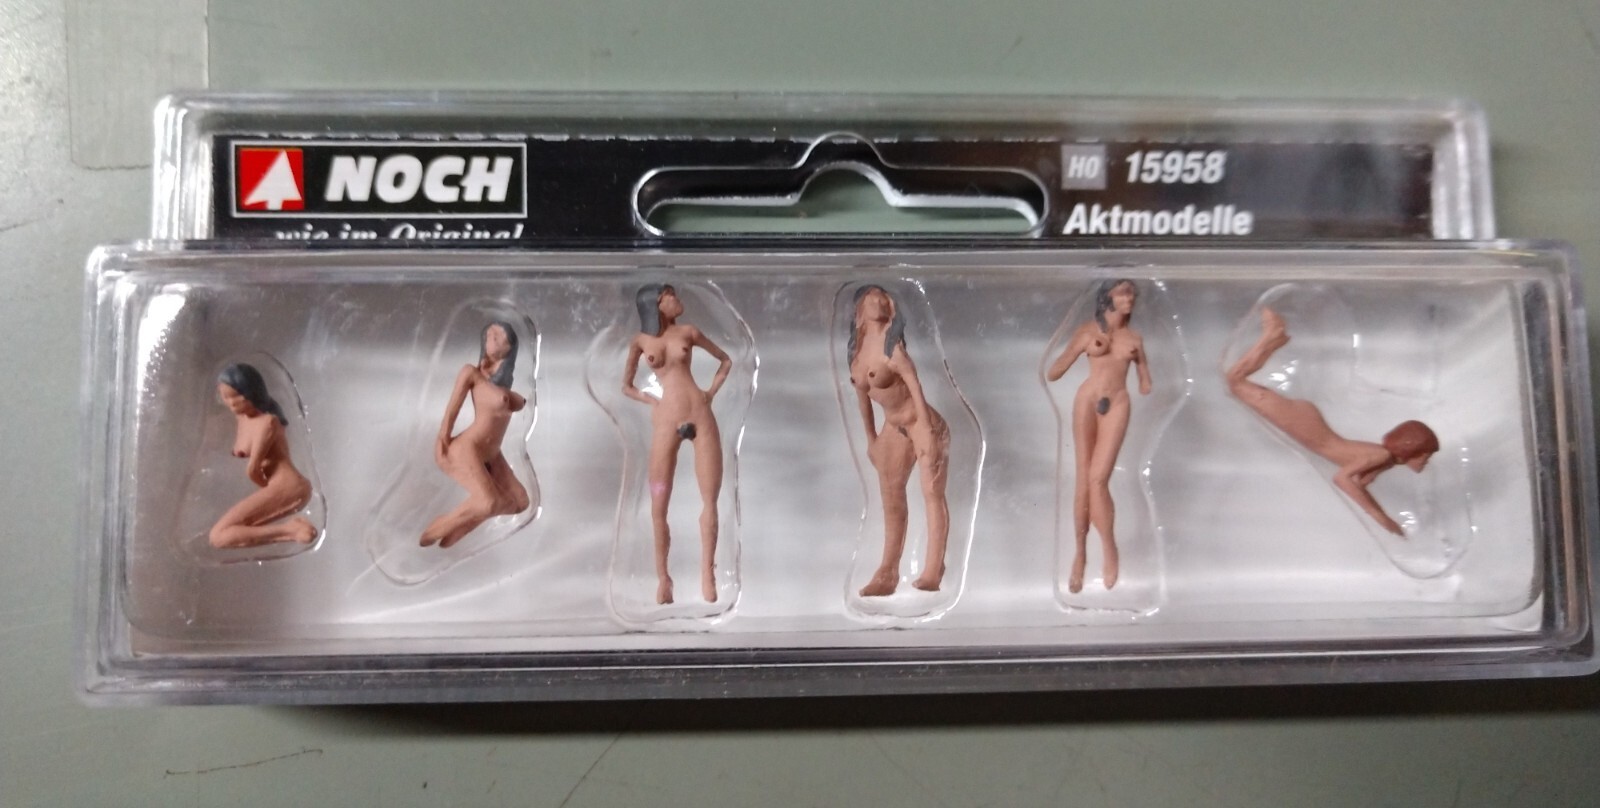 NOCH
wie im Original
H0 15958
Aktmodelle